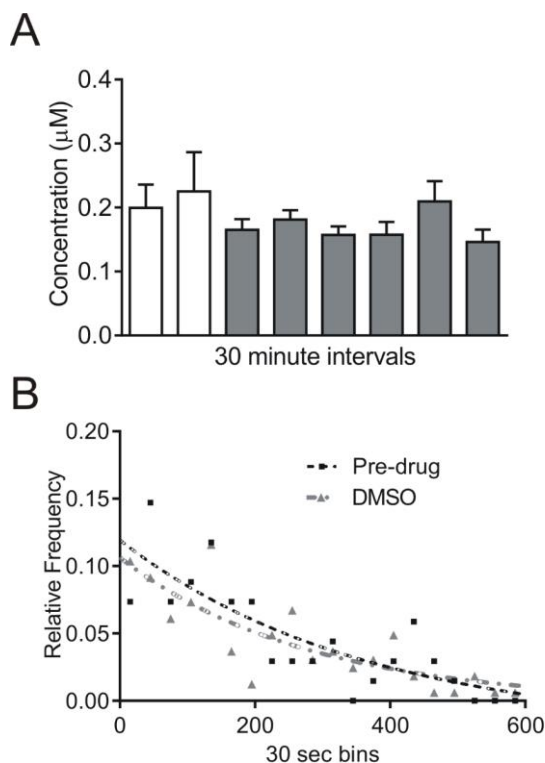 A
Concentration (μM)
0.4
0.3
0.2
0.1
0.0
30 minute intervals
B
Relative Frequency
0.20
0.15
0.10
0.05
0.00
Pre-drug
DMSO
0 200 400 600
30 sec bins